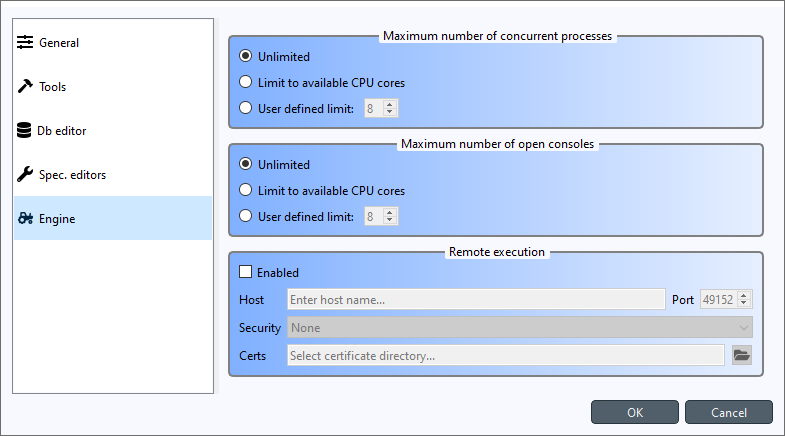 General
Tools
Db editor
Spec. editors
Engine
Maximum number of concurrent processes
Unlimited
Limit to available CPU cores
User defined limit: 8
Maximum number of open consoles
Unlimited
Limit to available CPU cores
User defined limit: 8
Remote execution
Enabled
Host Enter host name... Port 49152
Security None
Certs Select certificate directory...
OK Cancel